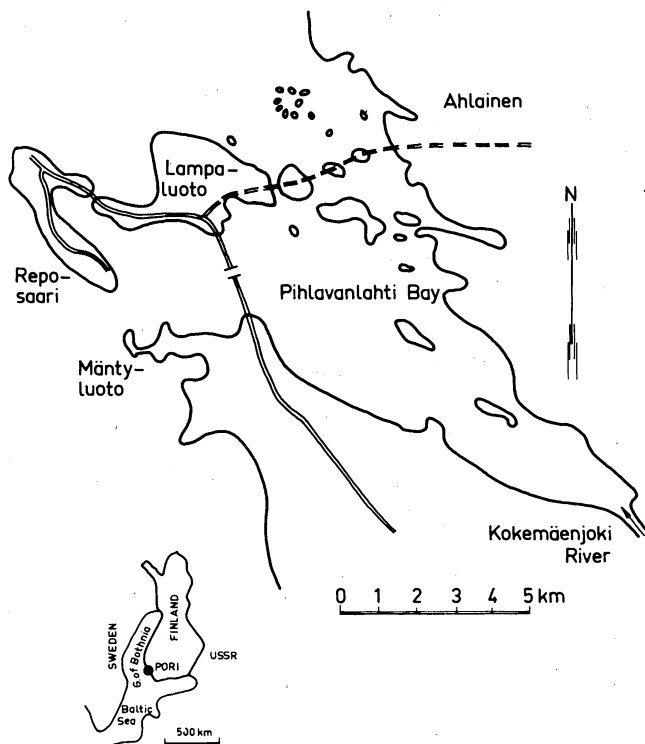 Ahlainen
Lampa-
luoto
N
Repo-
saari
Pihlavanlahti Bay
Mänty-
luoto
Kokemäenjoki
River
0 1 2 3 4 5 km
SWEDEN
G. of Bothnia
FINLAND
USSR
PORI
Baltic
Sea
500 km